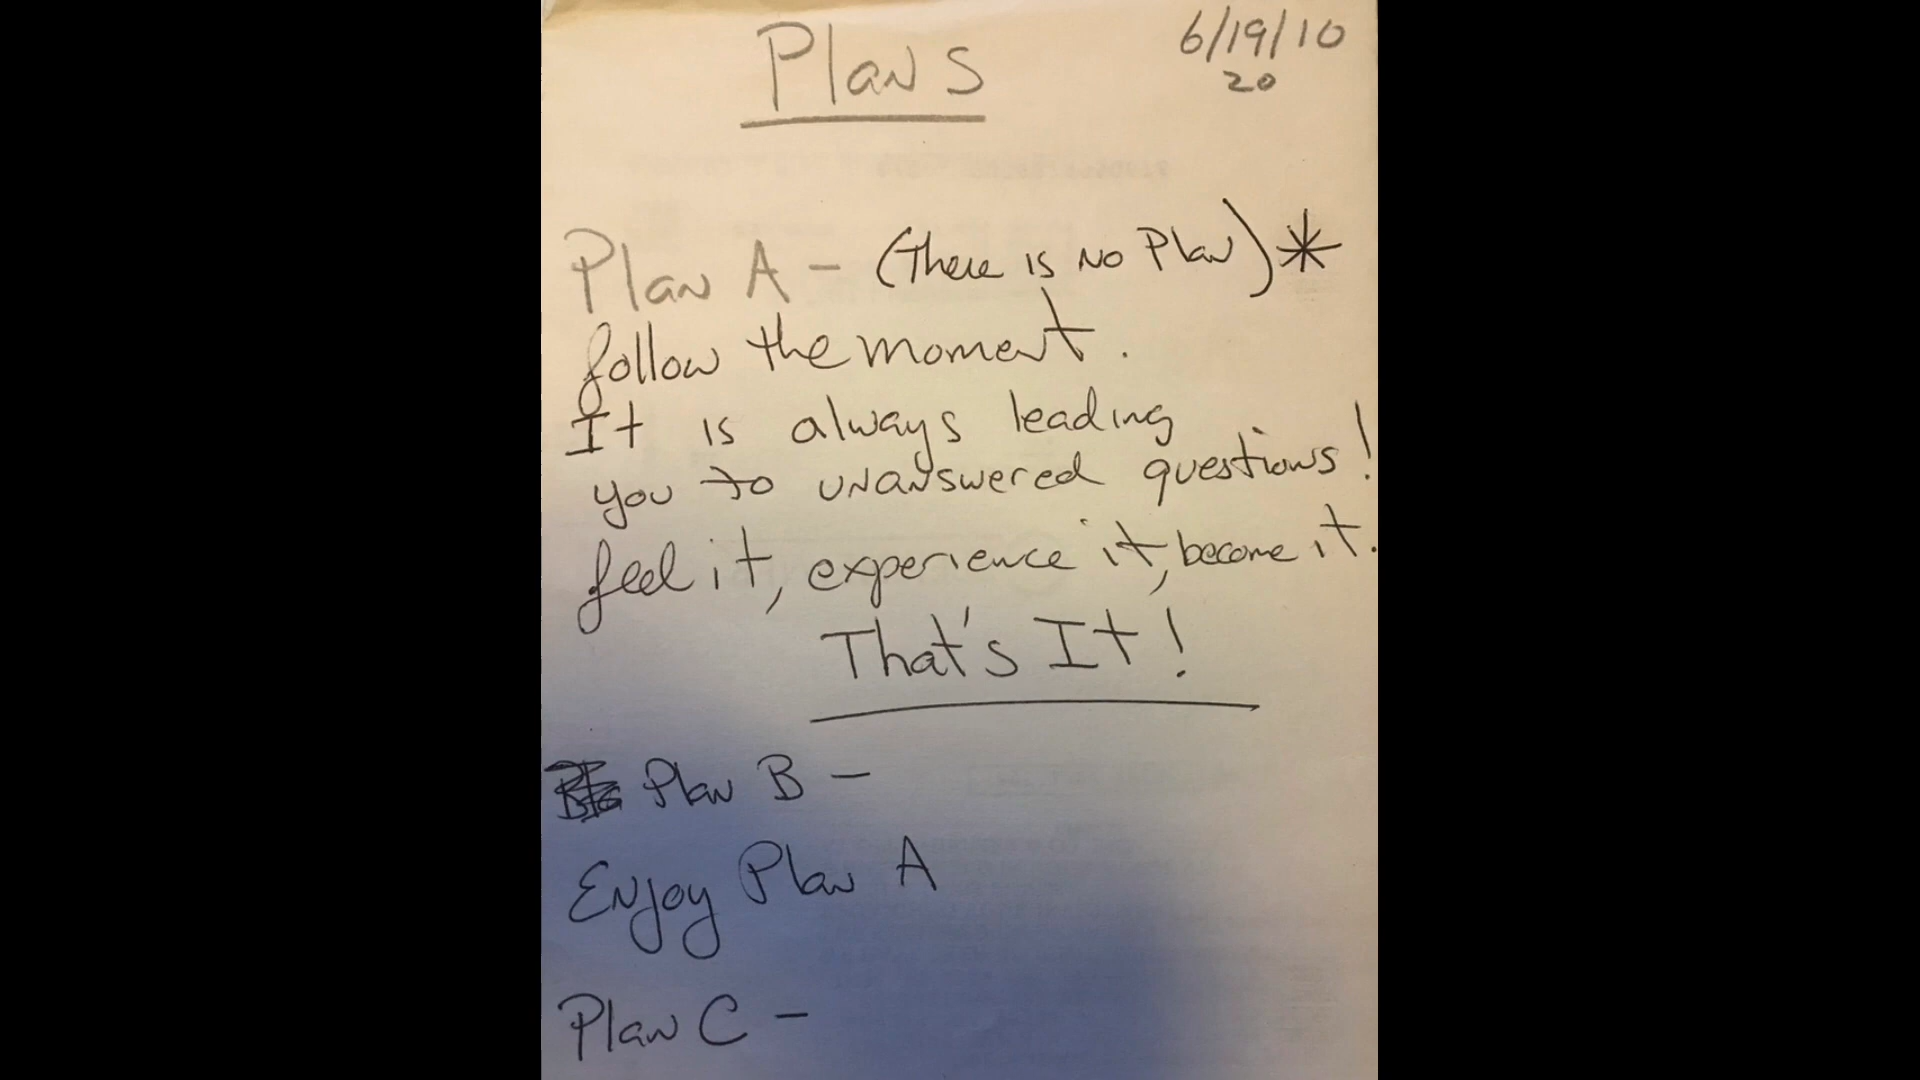 Plans
6/19/10
20
Plan A - (There is No Plan)*
follow the moment.
It is always leading
you to unanswered questions!
feel it, experience it, become it.
That's It!
Plan B -
Enjoy Plan A
Plan C -